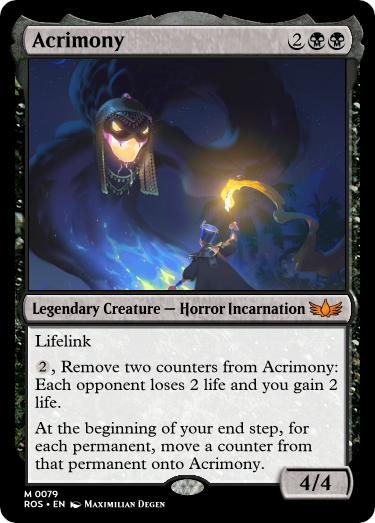 Acrimony 2
Legendary Creature — Horror Incarnation
Lifelink
2, Remove two counters from Acrimony:
Each opponent loses 2 life and you gain 2
life.
At the beginning of your end step, for
each permanent, move a counter from
that permanent onto Acrimony.
4/4
M 0079
ROS • EN Maximilian Degen